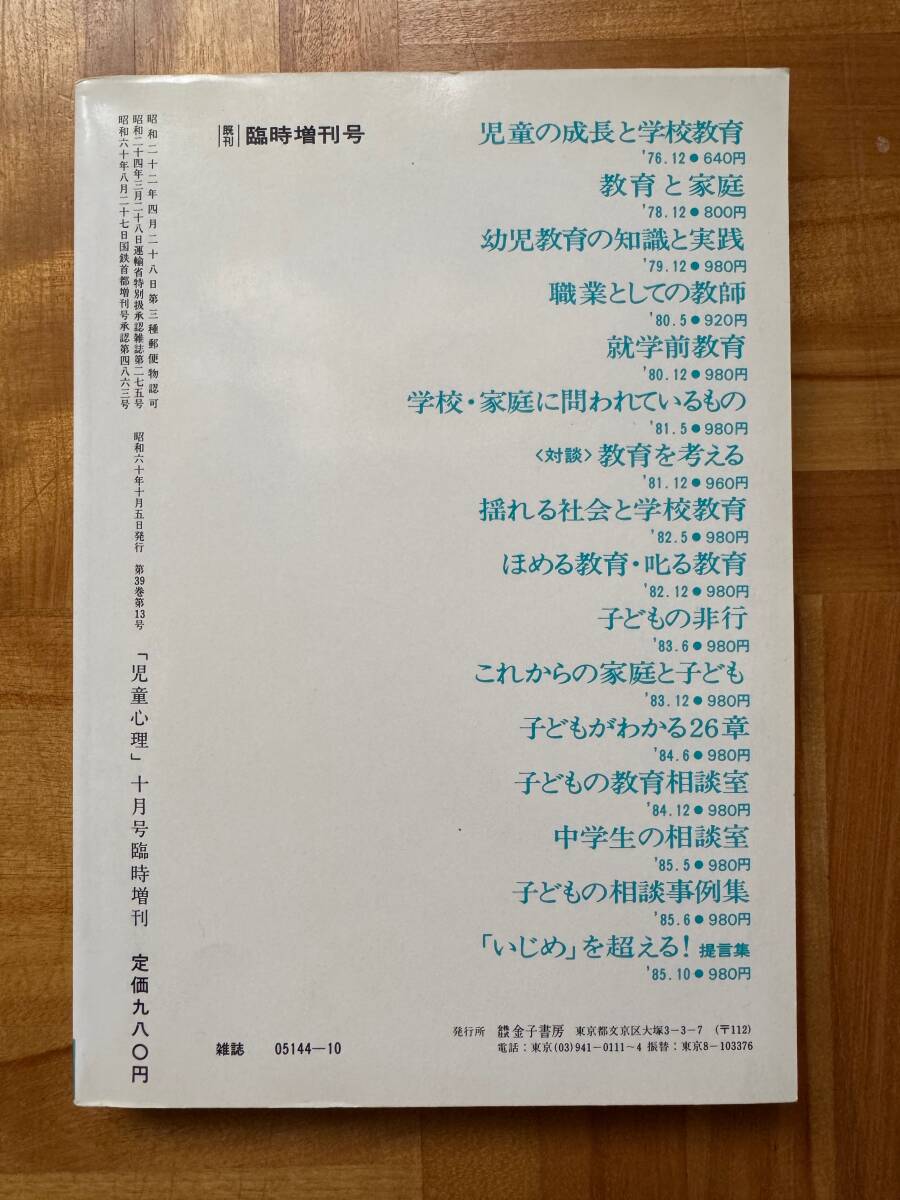 既刊 臨時増刊号
児童の成長と学校教育
'76.12●640円
教育と家庭
'78.12●800円
幼児教育の知識と実践
'79.12●980円
職業としての教師
'80.5●920円
就学前教育
'80.12●980円
学校・家庭に問われているもの
'81.5●980円
〈対談〉教育を考える
'81.12●960円
揺れる社会と学校教育
'82.5●980円
ほめる教育・叱る教育
'82.12●980円
子どもの非行
'83.6●980円
これからの家庭と子ども
'83.12●980円
子どもがわかる26章
'84.6●980円
子どもの教育相談室
'84.12●980円
中学生の相談室
'85.5●980円
子どもの相談事例集
'85.6●980円
「いじめ」を超える! 提言集
'85.10●980円
発行所 株式会社 金子書房 東京都文京区大塚3-3-7 (〒112)
電話:東京(03)941-0111~4 振替:東京8-103376
雑誌 05144-10
昭和二十二年四月二十八日第三種郵便物認可
昭和二十四年三月二十八日運輸省特別扱承認雑誌第二七五号
昭和六十年八月二十七日国鉄首都増刊号承認第四八六三号
昭和六十年十月五日発行 第39巻第13号 「児童心理」十月号臨時増刊 定価九八〇円